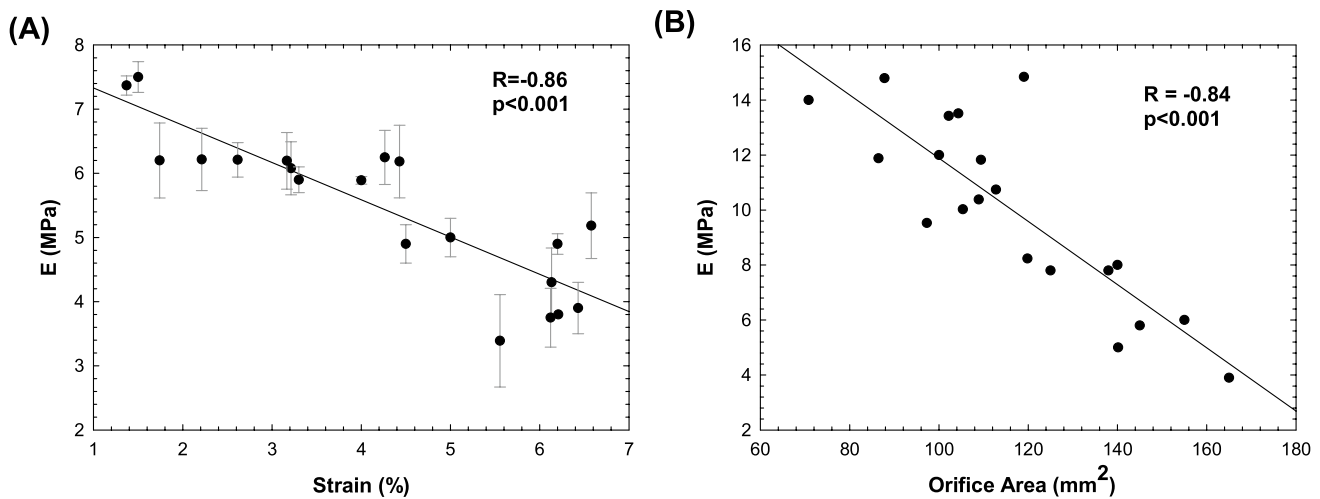 (A)
8
7
6
5
4
3
2
E (MPa)
R=-0.86
p<0.001
1 2 3 4 5 6 7
Strain (%)
(B)
16
14
12
10
8
6
4
2
E (MPa)
R = -0.84
p<0.001
60 80 100 120 140 160 180
Orifice Area (mm²)